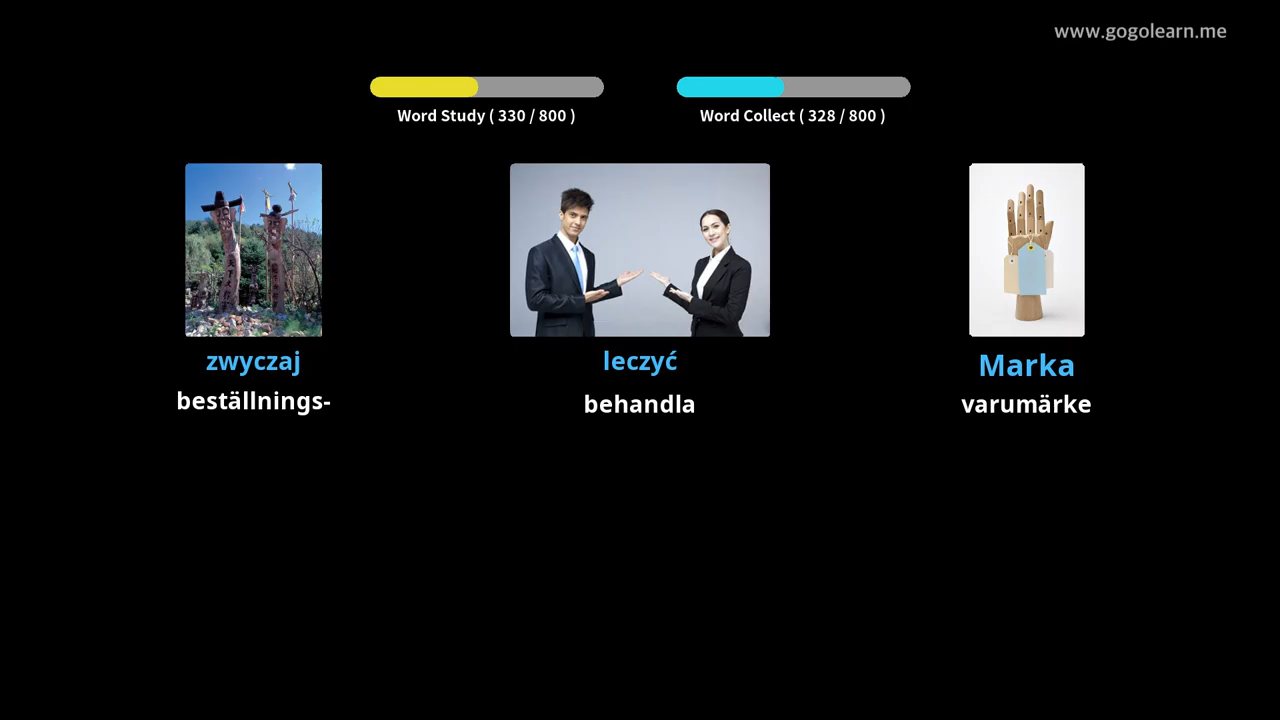 www.gogolearn.me
Word Study ( 330 / 800 )
Word Collect ( 328 / 800 )
zwyczaj
beställnings-
leczyć
behandla
Marka
varumärke